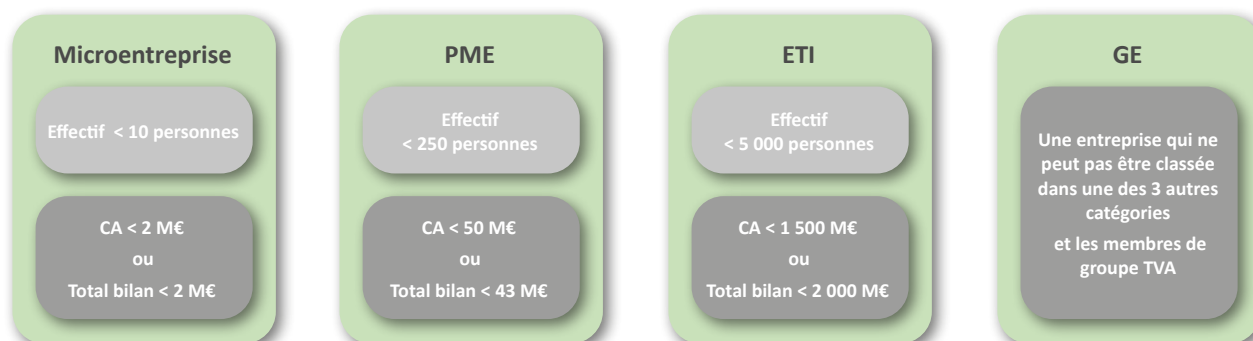 Microentreprise
Effectif < 10 personnes
CA < 2 M€
ou
Total bilan < 2 M€
PME
Effectif
< 250 personnes
CA < 50 M€
ou
Total bilan < 43 M€
ETI
Effectif
< 5 000 personnes
CA < 1 500 M€
ou
Total bilan < 2 000 M€
GE
Une entreprise qui ne
peut pas être classée
dans une des 3 autres
catégories
et les membres de
groupe TVA